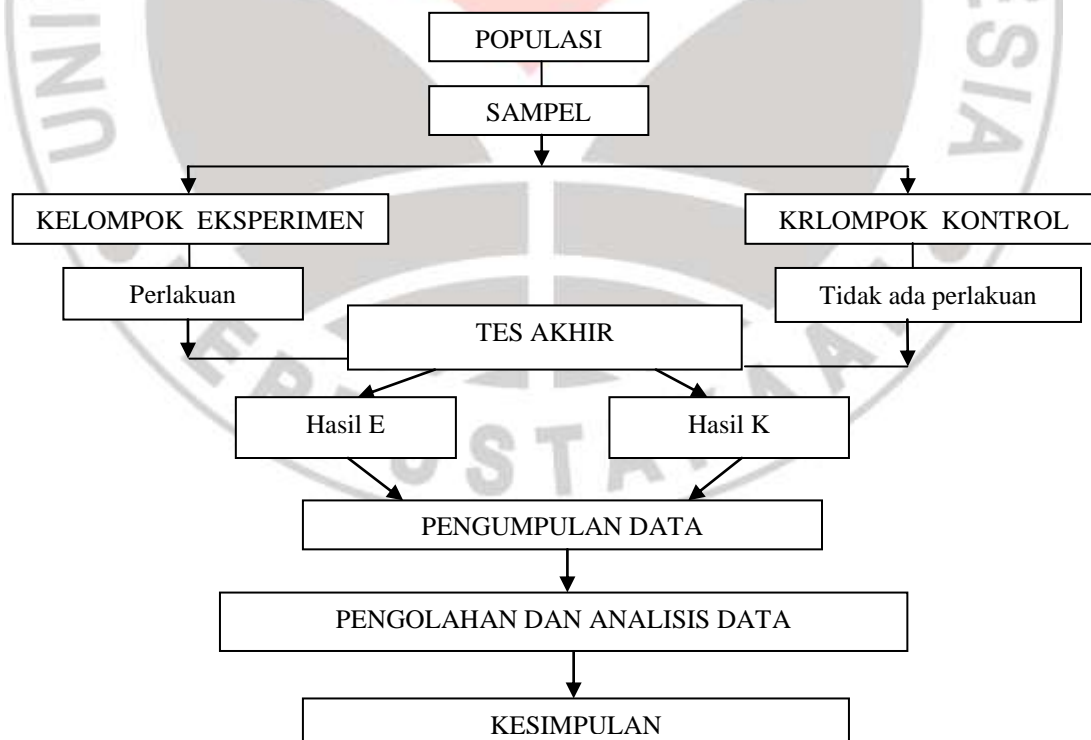 POPULASI
SAMPEL
KELOMPOK EKSPERIMEN
KRLOMPOK KONTROL
Perlakuan
Tidak ada perlakuan
TES AKHIR
Hasil E
Hasil K
PENGUMPULAN DATA
PENGOLAHAN DAN ANALISIS DATA
KESIMPULAN